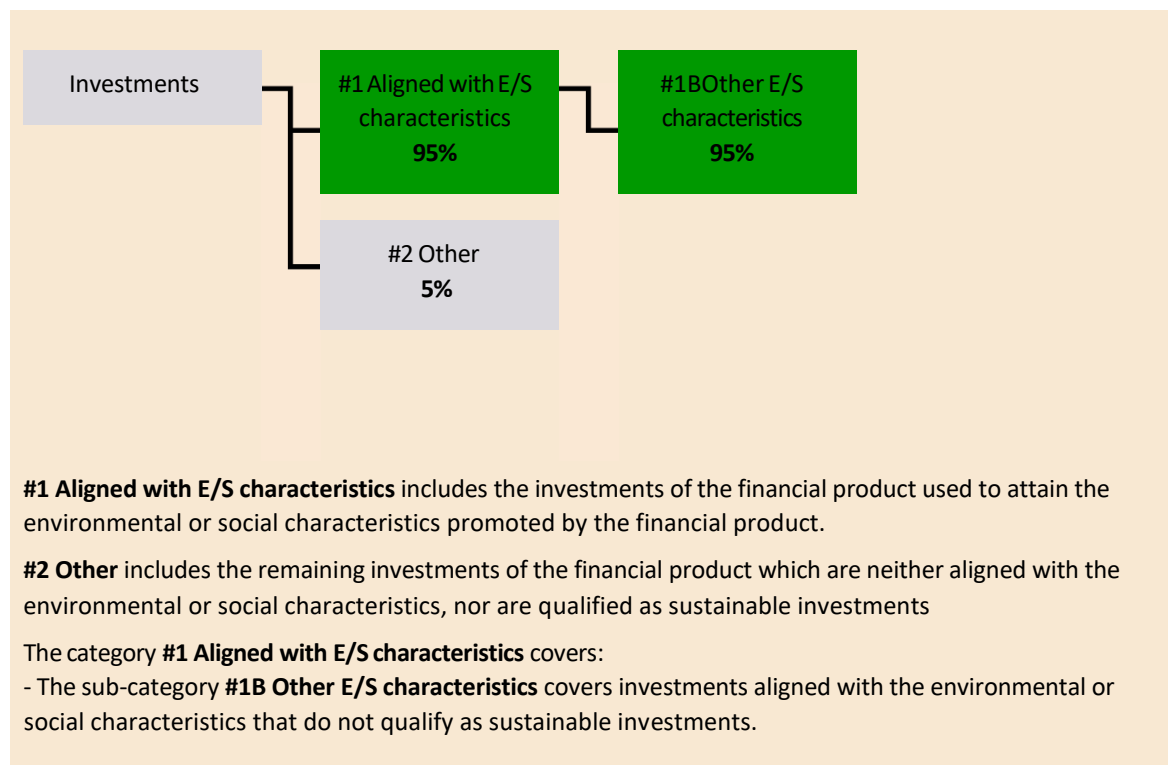 Investments
#1 Aligned with E/S
characteristics
95%
#1BOther E/S
characteristics
95%
#2 Other
5%
#1 Aligned with E/S characteristics includes the investments of the financial product used to attain the
environmental or social characteristics promoted by the financial product.
#2 Other includes the remaining investments of the financial product which are neither aligned with the
environmental or social characteristics, nor are qualified as sustainable investments
The category #1 Aligned with E/S characteristics covers:
- The sub-category #1B Other E/S characteristics covers investments aligned with the environmental or
social characteristics that do not qualify as sustainable investments.